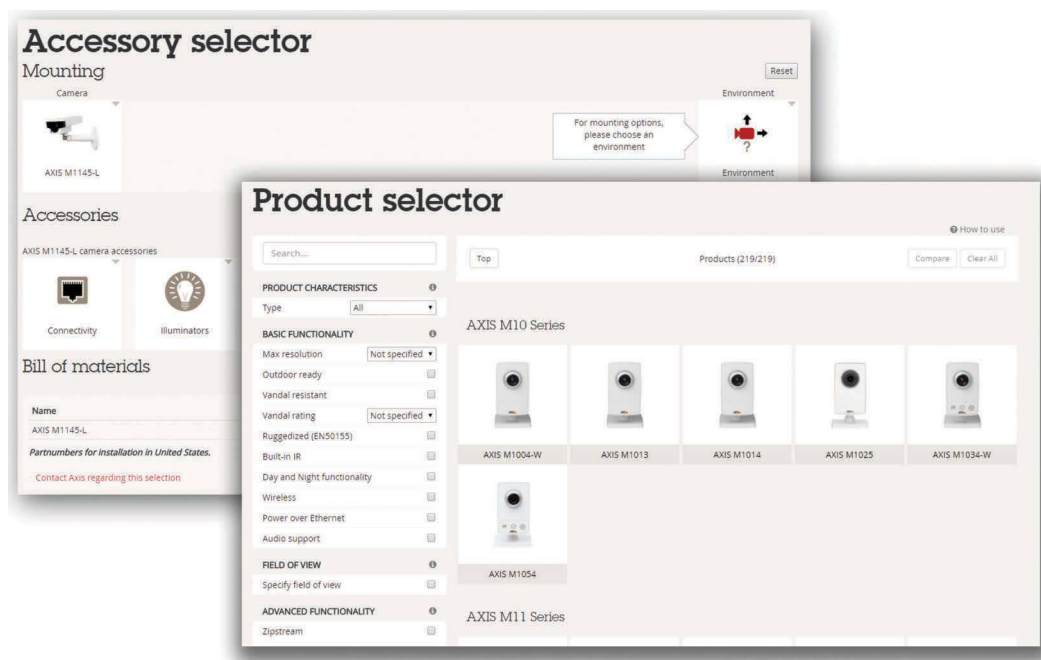 Accessory selector
Mounting
Reset
Camera
Environment
For mounting options,
please choose an
environment
?
AXIS M1145-L
Environment
Accessories
AXIS M1145-L camera accessories
Connectivity
Illuminators
Bill of materials
Name
AXIS M1145-L
Partnumbers for Installation in United States.
Contact Axis regarding this selection
Product selector
? How to use
Search...
Top
Products (219/219)
Compare
Clear All
PRODUCT CHARACTERISTICS
Type All
BASIC FUNCTIONALITY
Max resolution Not specified
Outdoor ready
Vandal resistant
Vandal rating Not specified
Ruggedized (EN50155)
Built-in IR
Day and Night functionality
Wireless
Power over Ethernet
Audio support
FIELD OF VIEW
Specify field of view
ADVANCED FUNCTIONALITY
Zipstream
AXIS M10 Series
AXIS M1004-W
AXIS M1013
AXIS M1014
AXIS M1025
AXIS M1034-W
AXIS M1054
AXIS M11 Series